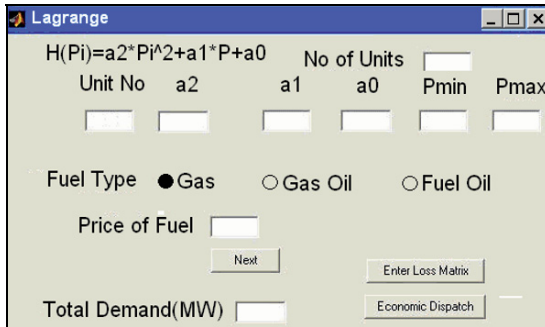 Lagrange
H(Pi)=a2*Pi^2+a1*P+a0 No of Units
Unit No a2 a1 a0 Pmin Pmax
Fuel Type Gas Gas Oil Fuel Oil
Price of Fuel
Next
Enter Loss Matrix
Total Demand(MW) Economic Dispatch